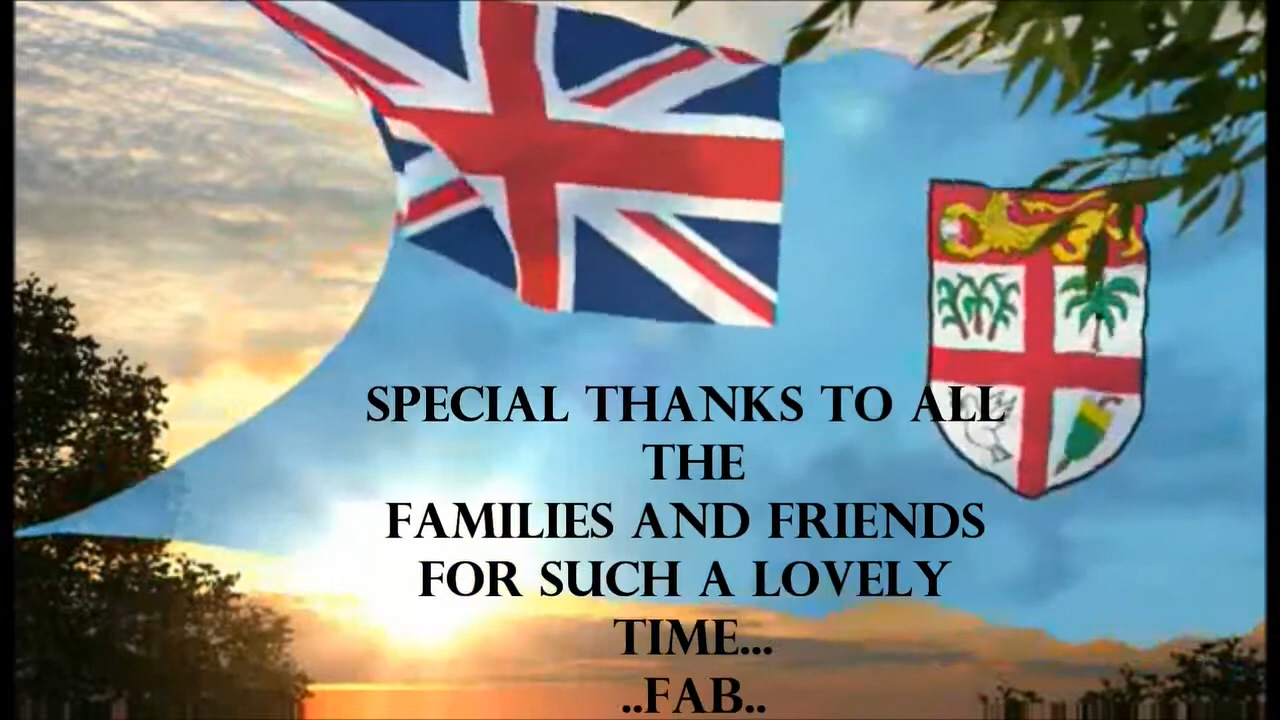 SPECIAL THANKS TO ALL
THE
FAMILIES AND FRIENDS
FOR SUCH A LOVELY
TIME...
..FAB..